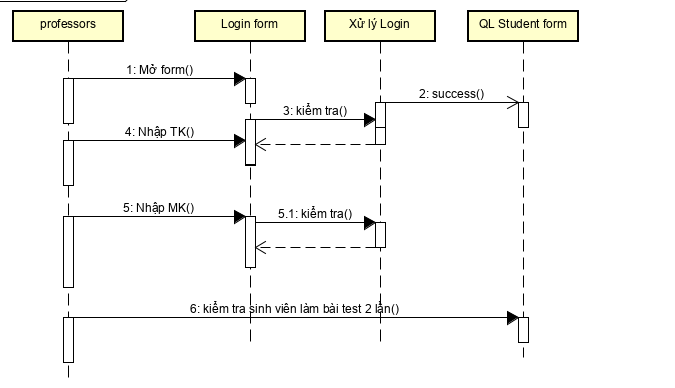 professors
Login form
Xử lý Login
QL Student form
1: Mở form()
2: success()
3: kiểm tra()
4: Nhập TK()
5: Nhập MK()
5.1: kiểm tra()
6: kiểm tra sinh viên làm bài test 2 lần()